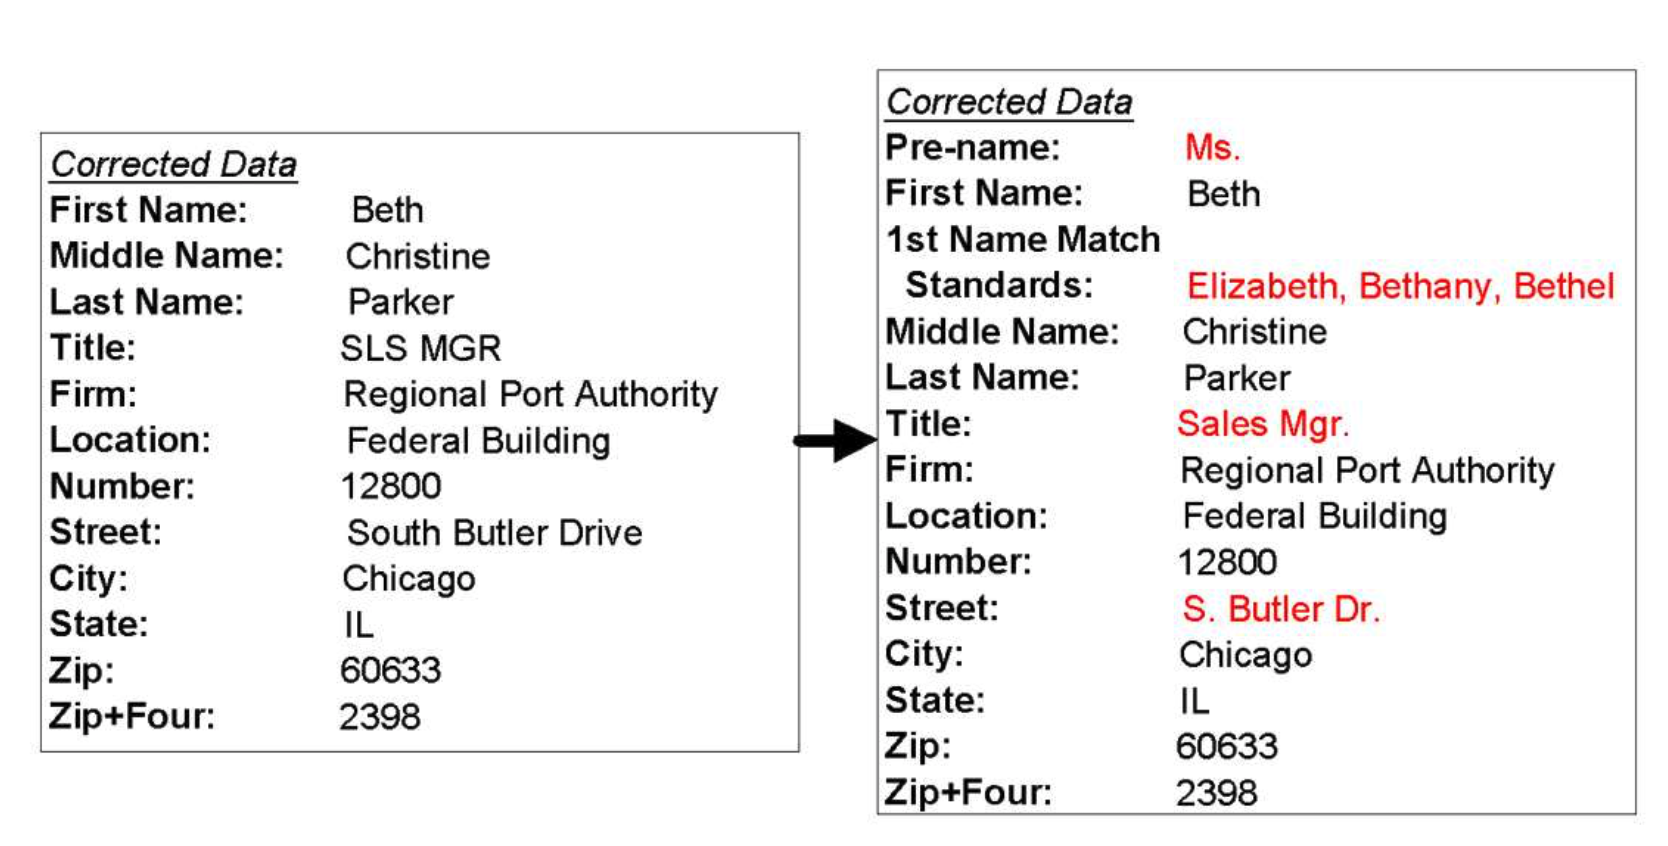 Corrected Data
First Name: Beth
Middle Name: Christine
Last Name: Parker
Title: SLS MGR
Firm: Regional Port Authority
Location: Federal Building
Number: 12800
Street: South Butler Drive
City: Chicago
State: IL
Zip: 60633
Zip+Four: 2398
Corrected Data
Pre-name: Ms.
First Name: Beth
1st Name Match
Standards: Elizabeth, Bethany, Bethel
Middle Name: Christine
Last Name: Parker
Title: Sales Mgr.
Firm: Regional Port Authority
Location: Federal Building
Number: 12800
Street: S. Butler Dr.
City: Chicago
State: IL
Zip: 60633
Zip+Four: 2398